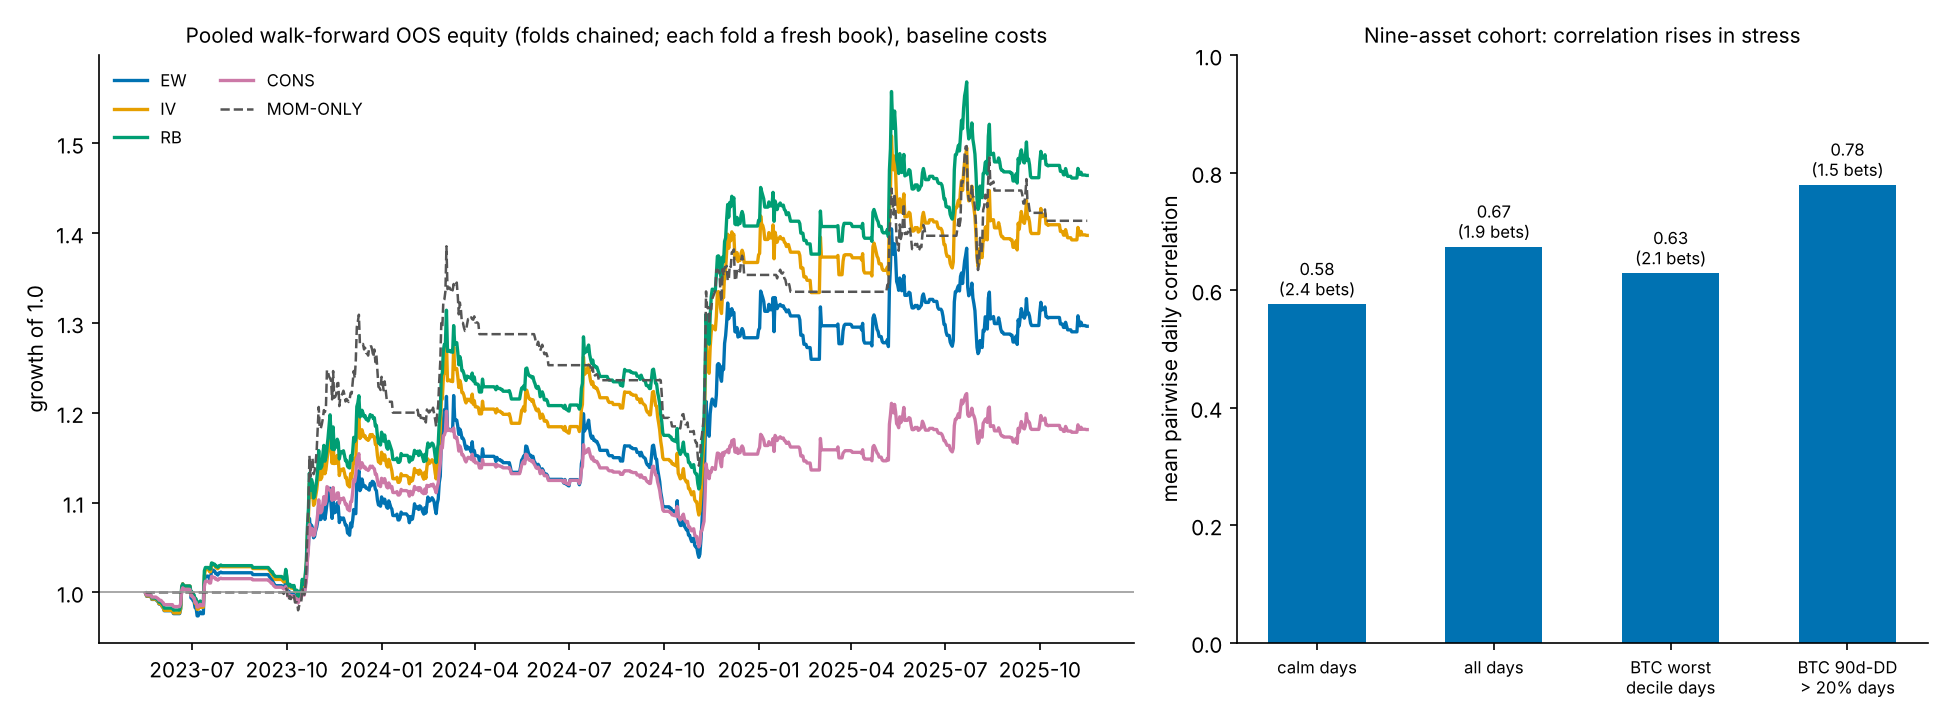 Pooled walk-forward OOS equity (folds chained; each fold a fresh book), baseline costs
EW
IV
RB
CONS
MOM-ONLY
growth of 1.0
1.5
1.4
1.3
1.2
1.1
1.0
2023-07 2023-10 2024-01 2024-04 2024-07 2024-10 2025-01 2025-04 2025-07 2025-10
Nine-asset cohort: correlation rises in stress
mean pairwise daily correlation
1.0
0.8
0.6
0.4
0.2
0.0
0.58
(2.4 bets)
0.67
(1.9 bets)
0.63
(2.1 bets)
0.78
(1.5 bets)
calm days
all days
BTC worst
decile days
BTC 90d-DD
> 20% days